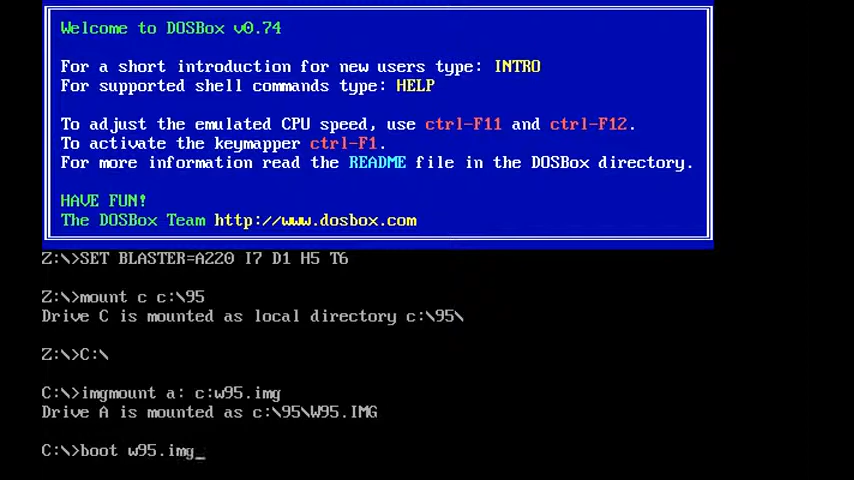 Welcome to DOSBox v0.74
For a short introduction for new users type: INTRO
For supported shell commands type: HELP
To adjust the emulated CPU speed, use ctrl-F11 and ctrl-F12.
To activate the keymapper ctrl-F1.
For more information read the README file in the DOSBox directory.
HAVE FUN!
The DOSBox Team http://www.dosbox.com
Z:\>SET BLASTER=A220 I7 D1 H5 T6
Z:\>mount c c:\95
Drive C is mounted as local directory c:\95\
Z:\>C:\
C:\>imgmount a: c:w95.img
Drive A is mounted as c:\95\W95.IMG
C:\>boot w95.img_